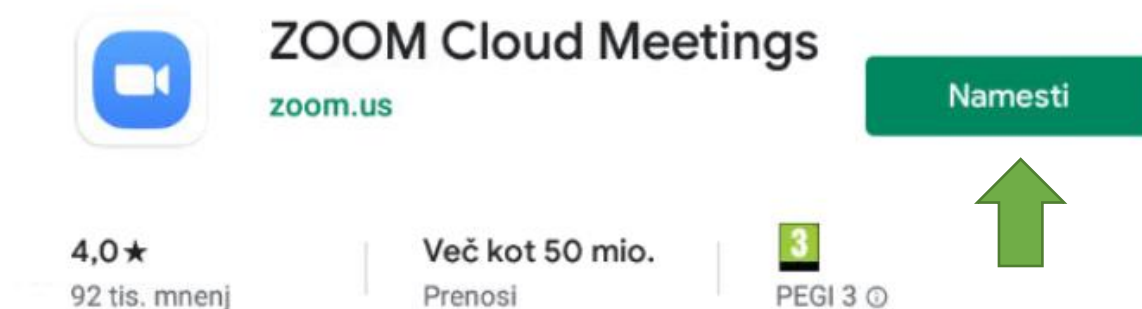 ZOOM Cloud Meetings
zoom.us
Namesti
4,0★
92 tis. mnenj
Več kot 50 mio.
Prenosi
3
PEGI 3 ⓘ